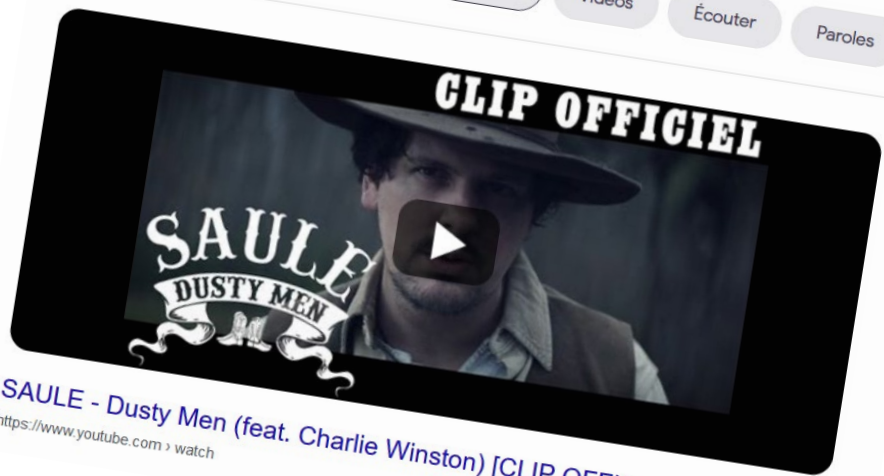 Écouter
Paroles
CLIP OFFICIEL
SAULE
DUSTY MEN
SAULE - Dusty Men (feat. Charlie Winston) [CLIP
https://www.youtube.com › watch